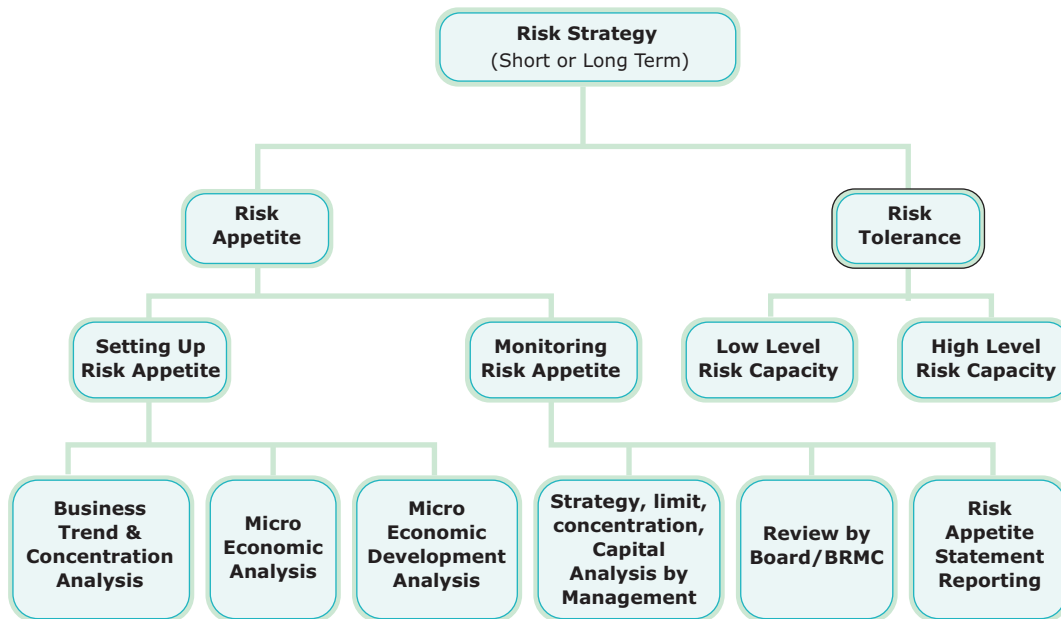 Risk Strategy
(Short or Long Term)
Risk
Appetite
Risk
Tolerance
Setting Up
Risk Appetite
Monitoring
Risk Appetite
Low Level
Risk Capacity
High Level
Risk Capacity
Business
Trend &
Concentration
Analysis
Micro
Economic
Analysis
Micro
Economic
Development
Analysis
Strategy, limit,
concentration,
Capital
Analysis by
Management
Review by
Board/BRMC
Risk
Appetite
Statement
Reporting